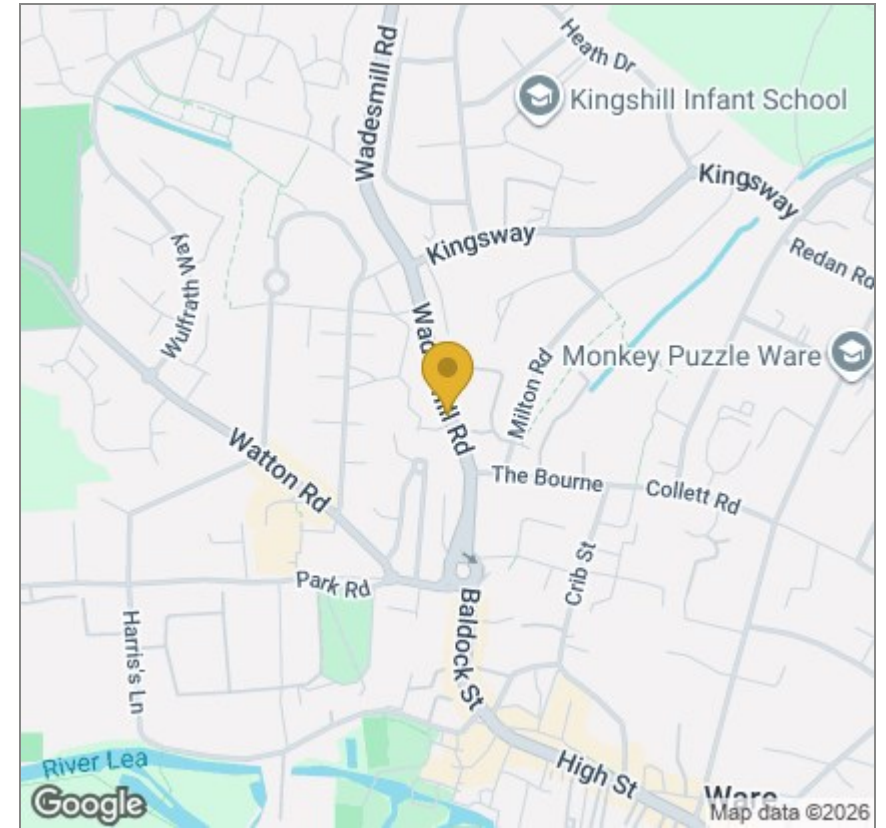 Heath Dr
Wadesmill Rd
Kingshill Infant School
Kingsway
Kingsway
Redan Rd
Wulfrath Way
Monkey Puzzle Ware
Milton Rd
Watton Rd
The Bourne
Collett Rd
Crib St
Park Rd
Harris's Ln
Baldock St
River Lea
High St
Ware
Google
Map data ©2026